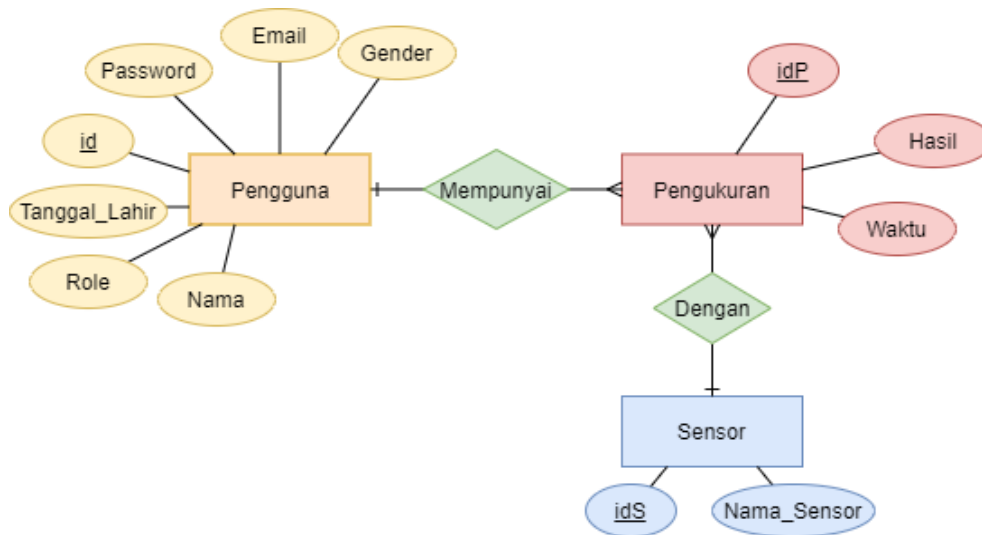 Email
Gender
Password
idP
id
Hasil
Pengguna
Mempunyai
Pengukuran
Tanggal_Lahir
Waktu
Role
Nama
Dengan
Sensor
idS
Nama_Sensor